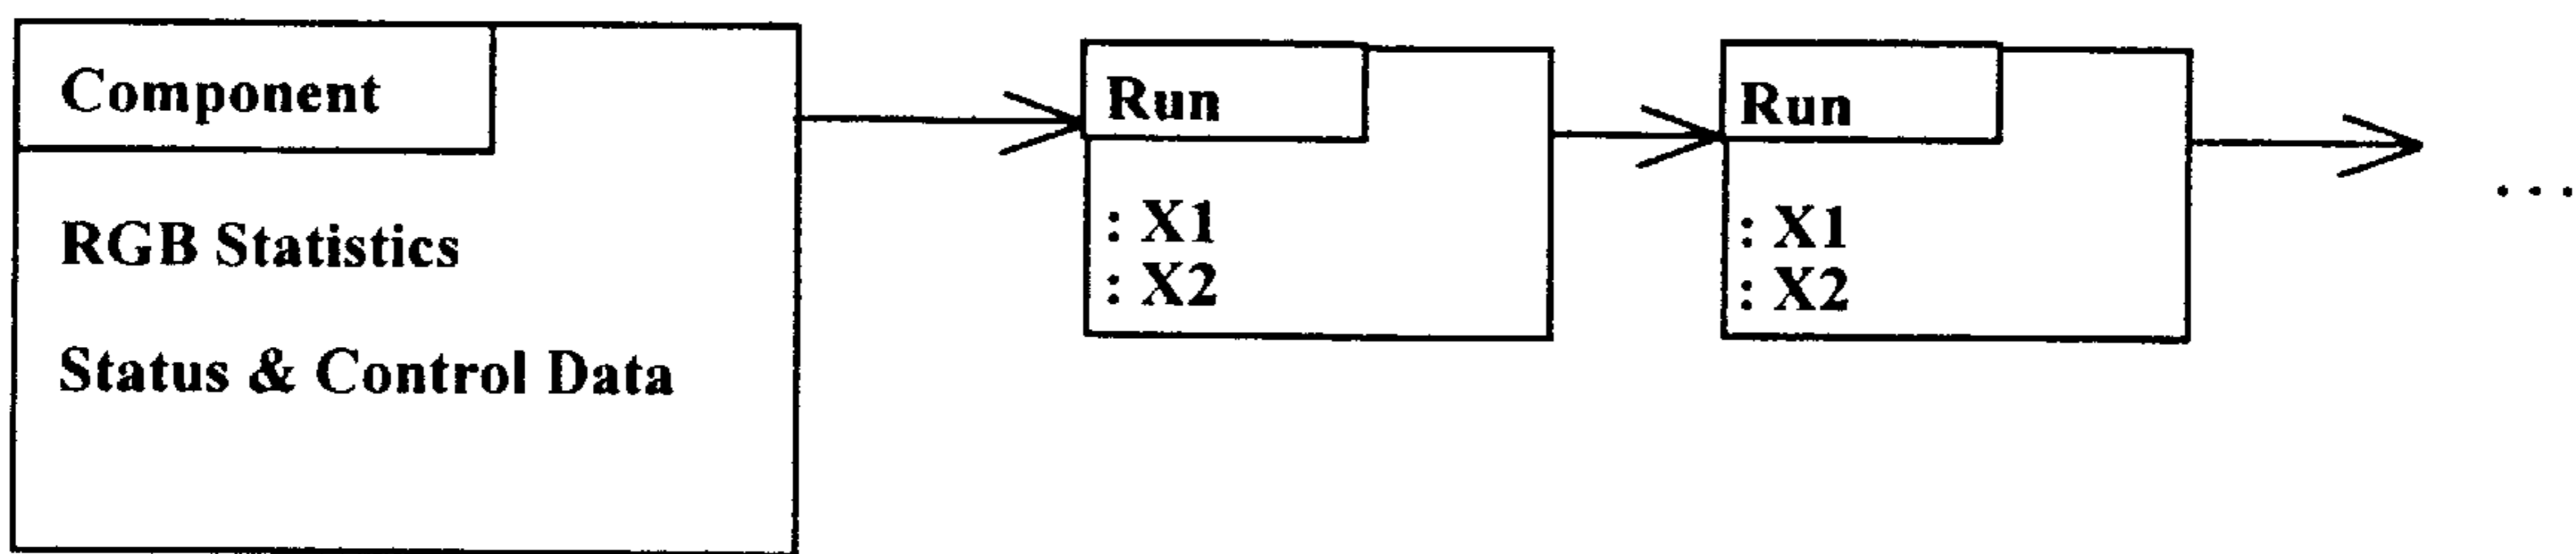 Component
RGB Statistics
Status & Control Data
Run
: X1
: X2
Run
: X1
: X2
...